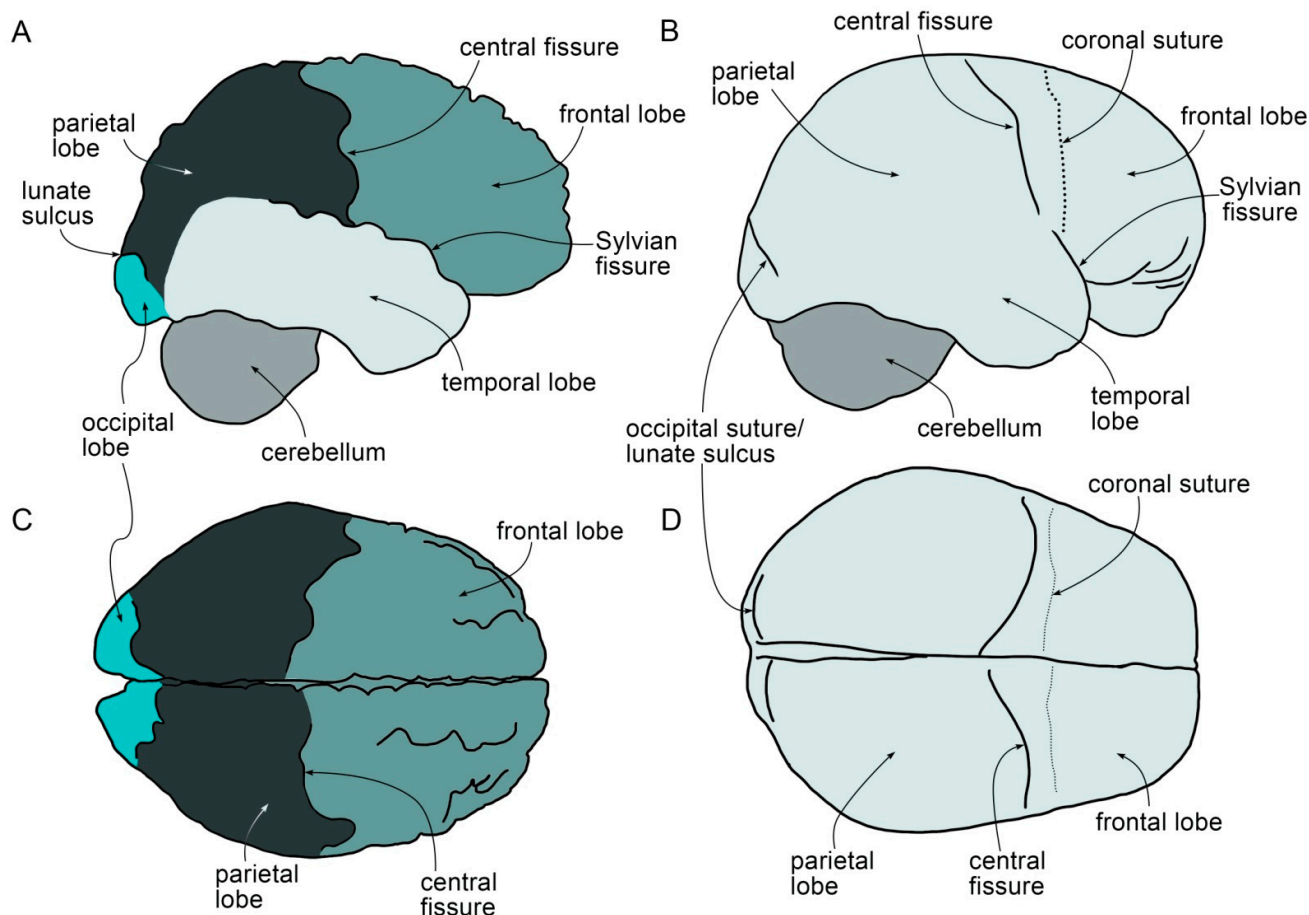 A
central fissure
frontal lobe
parietal
lobe
lunate
sulcus
Sylvian
fissure
temporal lobe
occipital
lobe
cerebellum
B
central fissure
coronal suture
parietal
lobe
frontal lobe
Sylvian
fissure
temporal
lobe
cerebellum
occipital suture/
lunate sulcus
C
frontal lobe
parietal
lobe
central
fissure
D
coronal suture
frontal lobe
parietal
lobe
central
fissure